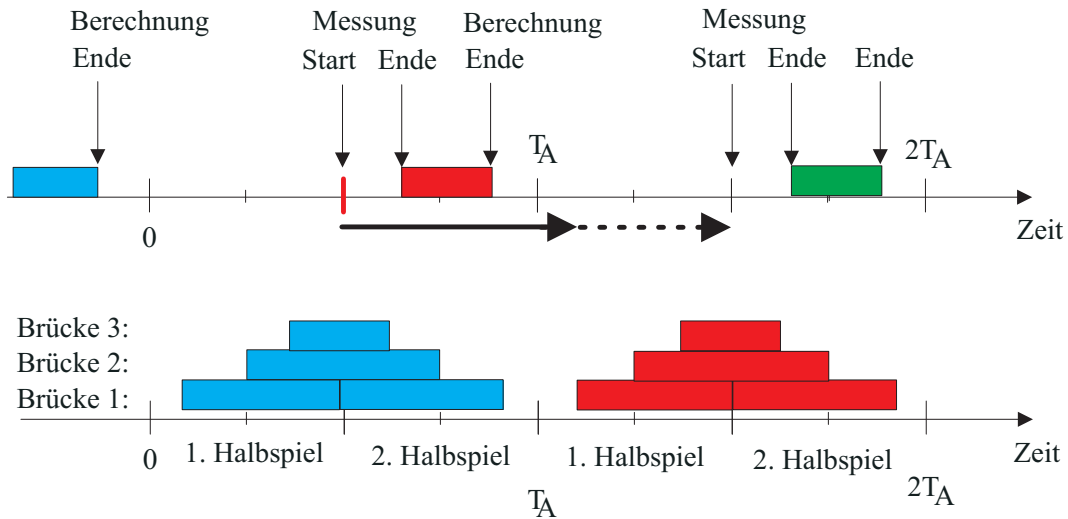 Berechnung Messung Berechnung Messung
Ende Start Ende Ende Start Ende Ende
TA 2TA
0 Zeit
Brücke 3:
Brücke 2:
Brücke 1:
0 1. Halbspiel 2. Halbspiel 1. Halbspiel 2. Halbspiel Zeit
TA 2TA